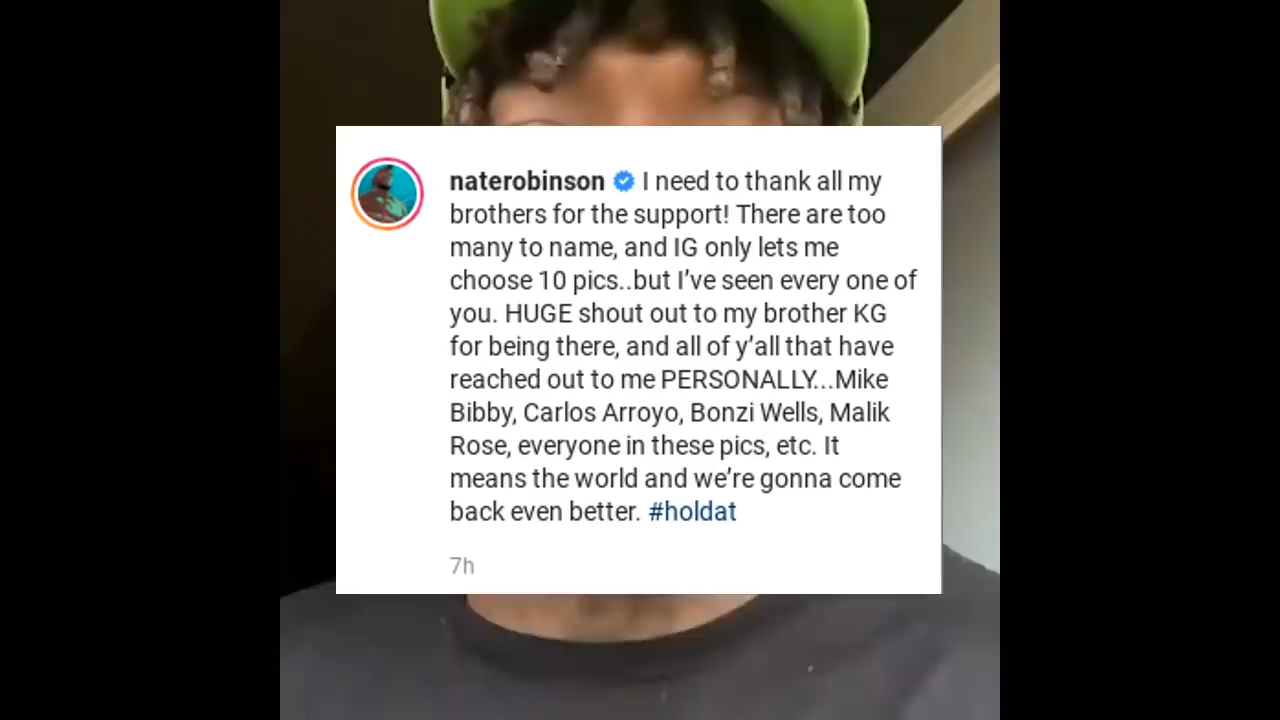 naterobinson I need to thank all my
brothers for the support! There are too
many to name, and IG only lets me
choose 10 pics..but I’ve seen every one of
you. HUGE shout out to my brother KG
for being there, and all of y’all that have
reached out to me PERSONALLY...Mike
Bibby, Carlos Arroyo, Bonzi Wells, Malik
Rose, everyone in these pics, etc. It
means the world and we’re gonna come
back even better. #holdat
7h